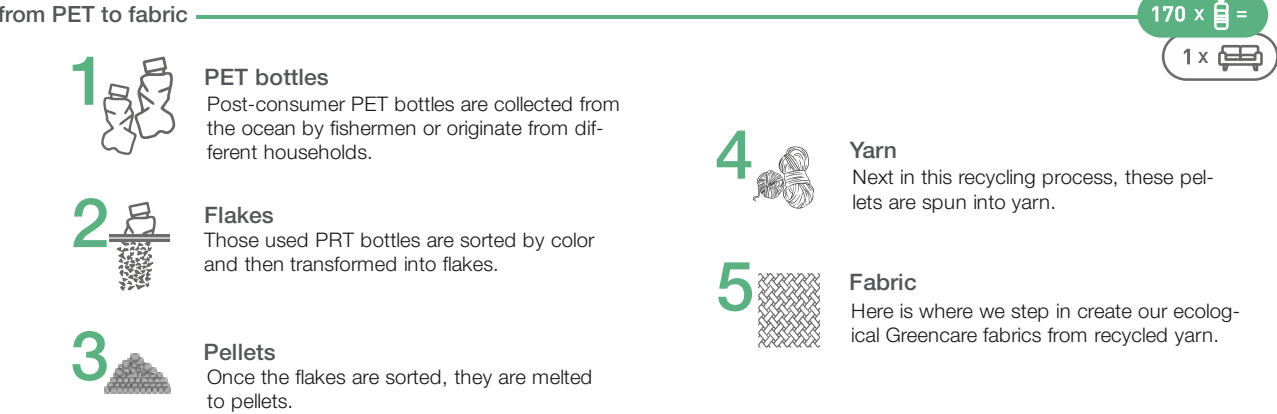 from PET to fabric
170 x =
1 x
1
PET bottles
Post-consumer PET bottles are collected from
the ocean by fishermen or originate from dif-
ferent households.
2
Flakes
Those used PRT bottles are sorted by color
and then transformed into flakes.
3
Pellets
Once the flakes are sorted, they are melted
to pellets.
4
Yarn
Next in this recycling process, these pel-
lets are spun into yarn.
5
Fabric
Here is where we step in create our ecolog-
ical Greencare fabrics from recycled yarn.